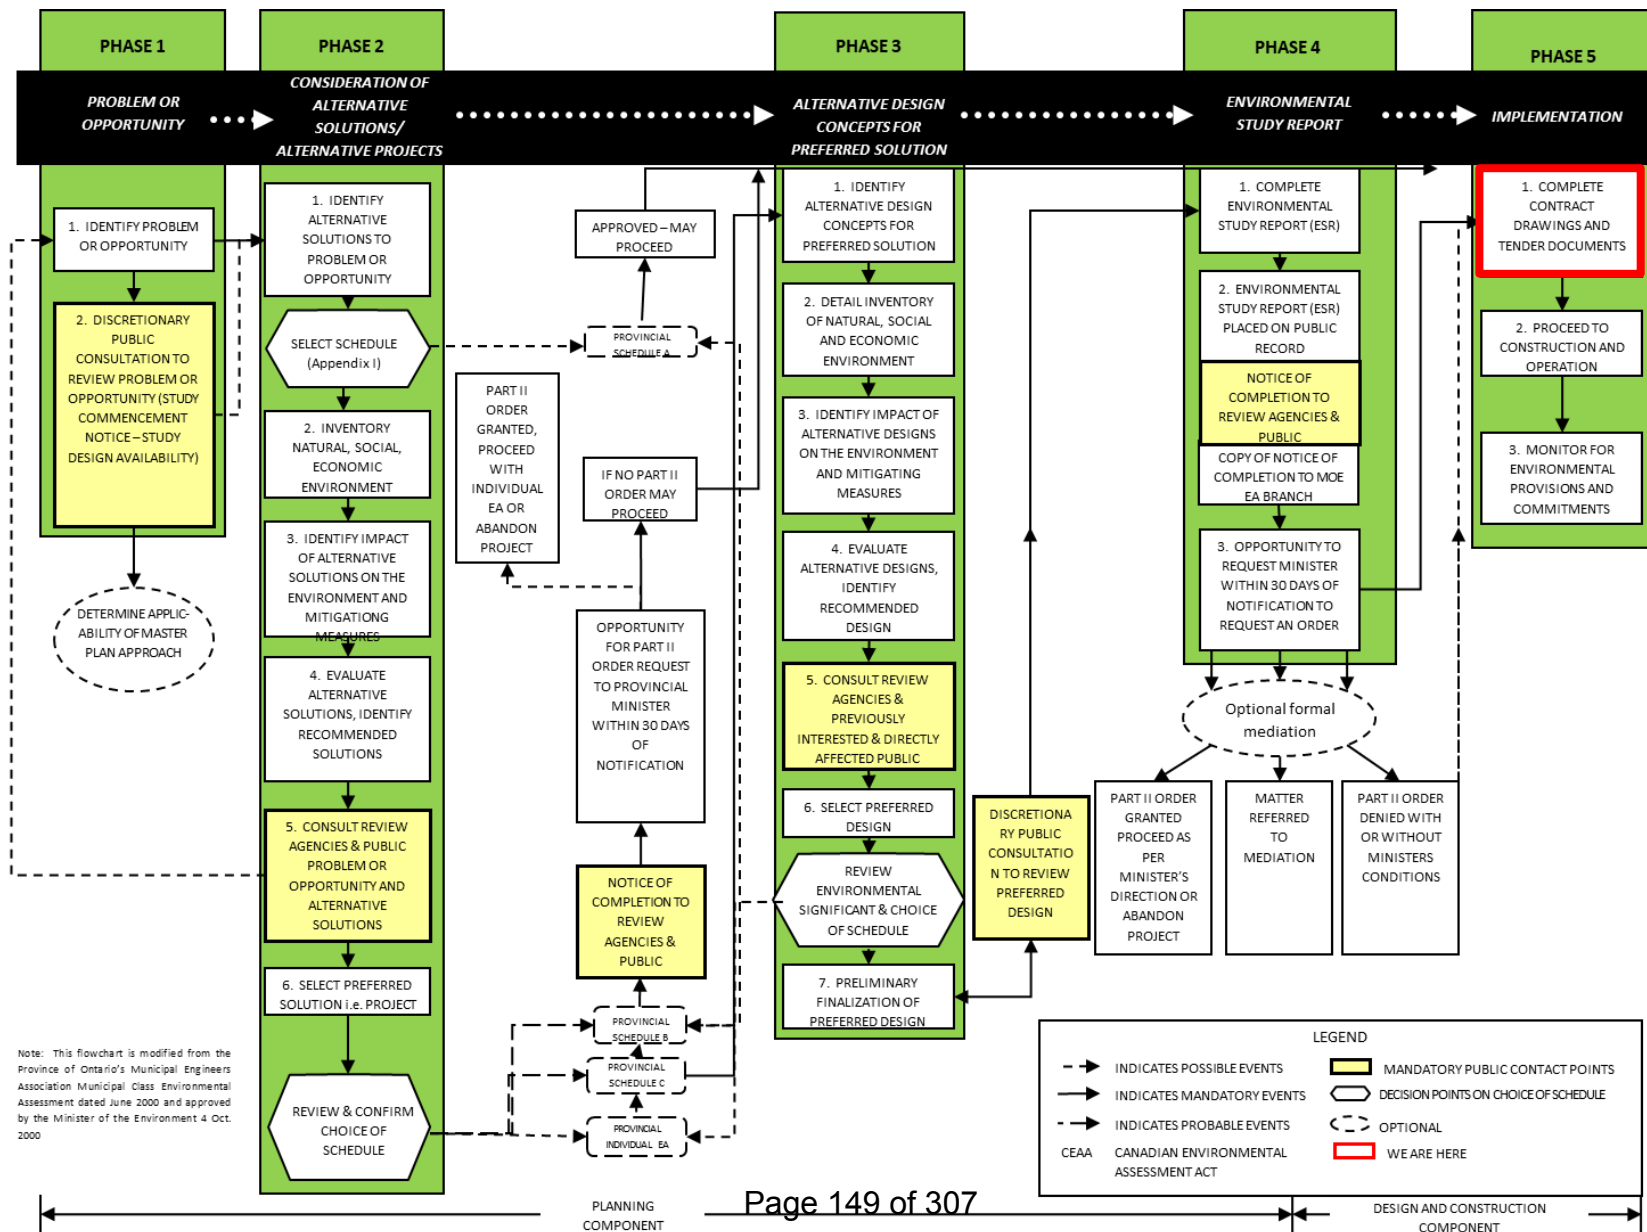 PHASE 1
PROBLEM OR
OPPORTUNITY
1. IDENTIFY PROBLEM
OR OPPORTUNITY
2. DISCRETIONARY
PUBLIC
CONSULTATION TO
REVIEW PROBLEM OR
OPPORTUNITY (STUDY
COMMENCEMENT
NOTICE – STUDY
DESIGN AVAILABILITY)
DETERMINE APPLIC-
ABILITY OF MASTER
PLAN APPROACH
PHASE 2
CONSIDERATION OF
ALTERNATIVE
SOLUTIONS/
ALTERNATIVE PROJECTS
1. IDENTIFY
ALTERNATIVE
SOLUTIONS TO
PROBLEM OR
OPPORTUNITY
SELECT SCHEDULE
(Appendix I)
2. INVENTORY
NATURAL, SOCIAL,
ECONOMIC
ENVIRONMENT
3. IDENTIFY IMPACT
OF ALTERNATIVE
SOLUTIONS ON THE
ENVIRONMENT AND
MITIGATIONG
MEASURES
4. EVALUATE
ALTERNATIVE
SOLUTIONS, IDENTIFY
RECOMMENDED
SOLUTIONS
5. CONSULT REVIEW
AGENCIES & PUBLIC
PROBLEM OR
OPPORTUNITY AND
ALTERNATIVE
SOLUTIONS
6. SELECT PREFERRED
SOLUTION i.e. PROJECT
REVIEW & CONFIRM
CHOICE OF
SCHEDULE
APPROVED – MAY
PROCEED
PROVINCIAL
SCHEDULE A
PART II
ORDER
GRANTED,
PROCEED
WITH
INDIVIDUAL
EA OR
ABANDON
PROJECT
IF NO PART II
ORDER MAY
PROCEED
OPPORTUNITY
FOR PART II
ORDER REQUEST
TO PROVINCIAL
MINISTER
WITHIN 30 DAYS
OF
NOTIFICATION
NOTICE OF
COMPLETION TO
REVIEW
AGENCIES &
PUBLIC
PROVINCIAL
SCHEDULE B
PROVINCIAL
SCHEDULE C
PROVINCIAL
INDIVIDUAL EA
PHASE 3
ALTERNATIVE DESIGN
CONCEPTS FOR
PREFERRED SOLUTION
1. IDENTIFY
ALTERNATIVE DESIGN
CONCEPTS FOR
PREFERRED SOLUTION
2. DETAIL INVENTORY
OF NATURAL, SOCIAL
AND ECONOMIC
ENVIRONMENT
3. IDENTIFY IMPACT OF
ALTERNATIVE DESIGNS
ON THE ENVIRONMENT
AND MITIGATING
MEASURES
4. EVALUATE
ALTERNATIVE DESIGNS,
IDENTIFY
RECOMMENDED
DESIGN
5. CONSULT REVIEW
AGENCIES &
PREVIOUSLY
INTERESTED & DIRECTLY
AFFECTED PUBLIC
6. SELECT PREFERRED
DESIGN
REVIEW
ENVIRONMENTAL
SIGNIFICANT & CHOICE
OF SCHEDULE
7. PRELIMINARY
FINALIZATION OF
PREFERRED DESIGN
DISCRETIONA
RY PUBLIC
CONSULTATIO
N TO REVIEW
PREFERRED
DESIGN
PHASE 4
ENVIRONMENTAL
STUDY REPORT
1. COMPLETE
ENVIRONMENTAL
STUDY REPORT (ESR)
2. ENVIRONMENTAL
STUDY REPORT (ESR)
PLACED ON PUBLIC
RECORD
NOTICE OF
COMPLETION TO
REVIEW AGENCIES &
PUBLIC
COPY OF NOTICE OF
COMPLETION TO MOE
EA BRANCH
3. OPPORTUNITY TO
REQUEST MINISTER
WITHIN 30 DAYS OF
NOTIFICATION TO
REQUEST AN ORDER
Optional formal
mediation
PART II ORDER
GRANTED
PROCEED AS
PER
MINISTER'S
DIRECTION OR
ABANDON
PROJECT
MATTER
REFERRED
TO
MEDIATION
PART II ORDER
DENIED WITH
OR WITHOUT
MINISTERS
CONDITIONS
PHASE 5
IMPLEMENTATION
1. COMPLETE
CONTRACT
DRAWINGS AND
TENDER DOCUMENTS
2. PROCEED TO
CONSTRUCTION AND
OPERATION
3. MONITOR FOR
ENVIRONMENTAL
PROVISIONS AND
COMMITMENTS
Note: This flowchart is modified from the
Province of Ontario's Municipal Engineers
Association Municipal Class Environmental
Assessment dated June 2000 and approved
by the Minister of the Environment 4 Oct.
2000
LEGEND
INDICATES POSSIBLE EVENTS
INDICATES MANDATORY EVENTS
INDICATES PROBABLE EVENTS
CEAA CANADIAN ENVIRONMENTAL
ASSESSMENT ACT
MANDATORY PUBLIC CONTACT POINTS
DECISION POINTS ON CHOICE OF SCHEDULE
OPTIONAL
WE ARE HERE
PLANNING
COMPONENT
Page 149 of 307
DESIGN AND CONSTRUCTION
COMPONENT